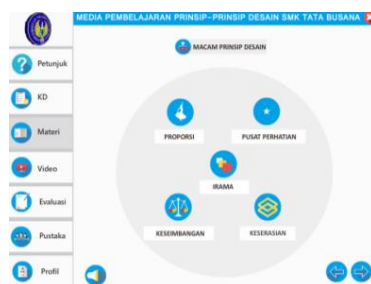 MEDIA PEMBELAJARAN PRINSIP-PRINSIP DESAIN SMK TATA BUSANA
MACAM PRINSIP DESAIN
Petunjuk
KD
Materi
Video
Evaluasi
Pustaka
Profil
PROPORSI
PUSAT PERHATIAN
IRAMA
KESEIMBANGAN
KESERASIAN